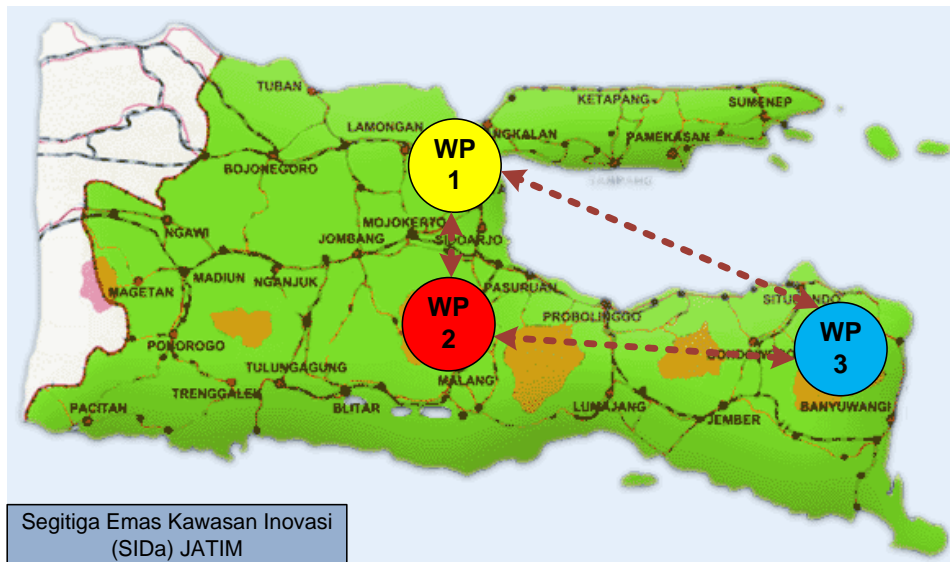 TUBAN
KETAPANG
SUMENEP
LAMONGAN
NGKALAN
PAMEKASAN
WP
1
BOJONEGORO
SAMPANG
MOJOKERTO
NGAWI
JOMBANG
SIDOARJO
MADIUN
NGANJUK
MAGETAN
PASURUAN
SITUBONDO
WP
2
PROBOLINGGO
WP
3
PONOROGO
TULUNGAGUNG
MALANG
TRENGGALEK
BLITAR
LUMAJANG
BANYUWANGI
PACITAN
JEMBER
Segitiga Emas Kawasan Inovasi
(SIDa) JATIM